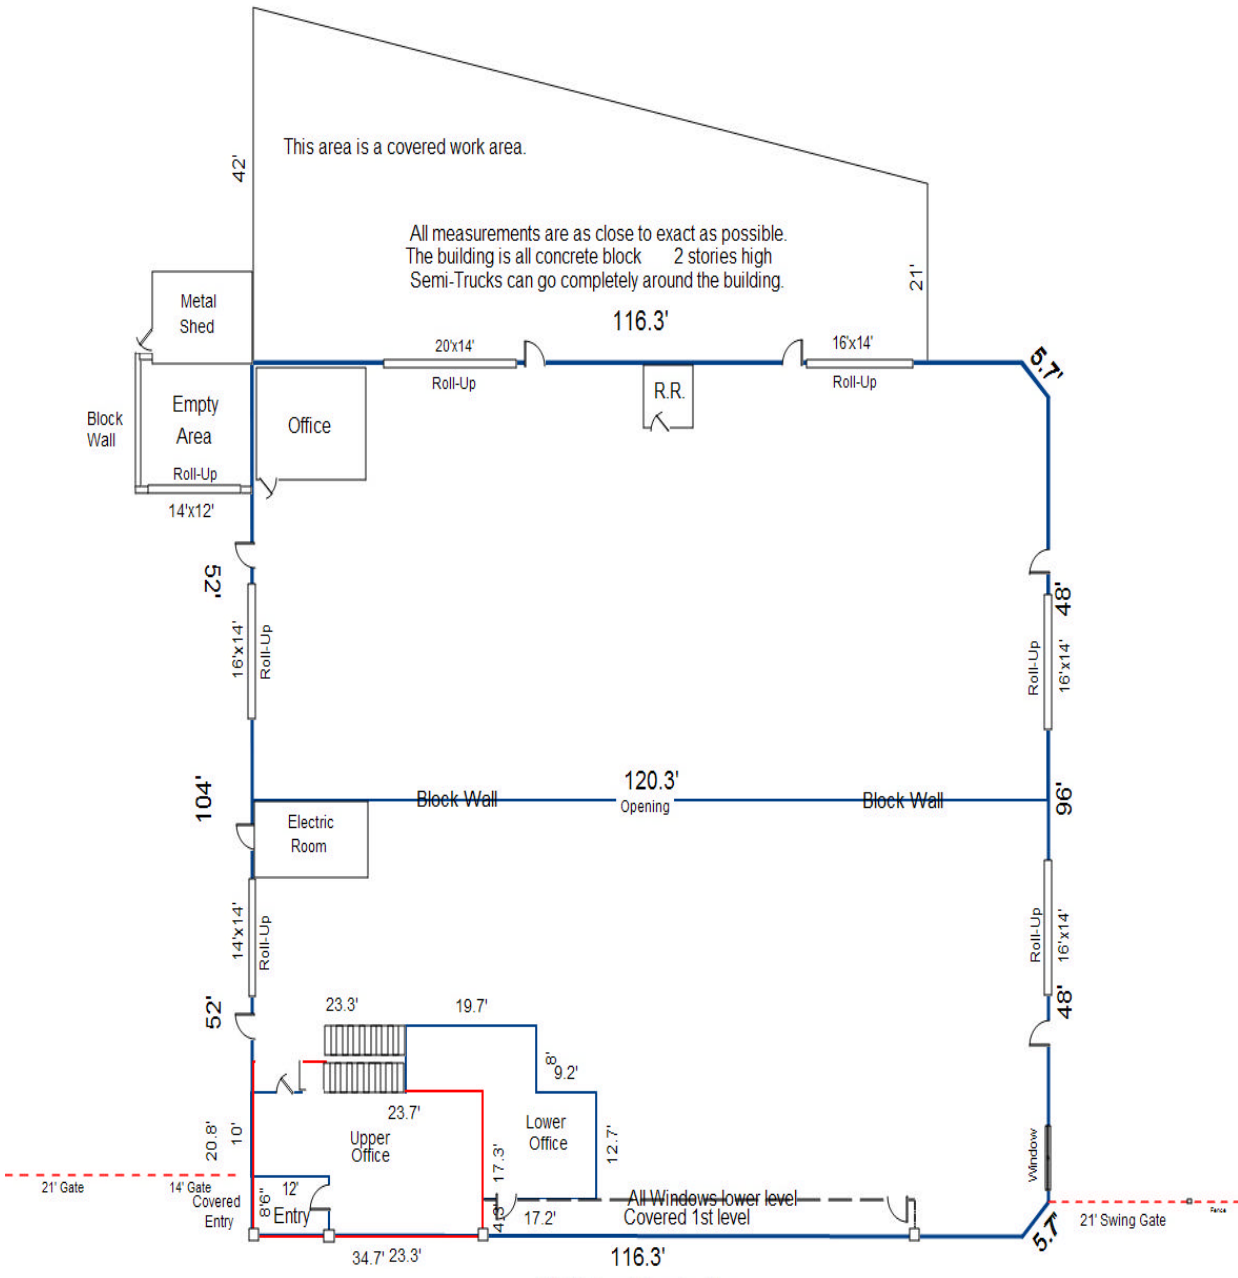 This area is a covered work area.
42'
All measurements are as close to exact as possible.
The building is all concrete block 2 stories high
Semi-Trucks can go completely around the building.
21'
116.3'
Metal
Shed
20'x14'
Roll-Up
16'x14'
Roll-Up
5.7'
R.R.
Block
Wall
Empty
Area
Roll-Up
14'x12'
Office
52'
16'x14'
Roll-Up
48'
Roll-Up
16'x14'
104'
120.3'
Block Wall
Opening
Block Wall
96'
Electric
Room
14'x14'
Roll-Up
Roll-Up
16'x14'
52'
48'
23.3'
19.7'
8'
9.2'
23.7'
Upper
Office
Lower
Office
12.7'
17.3'
20.8'
10'
Window
21' Gate
14' Gate
Covered
Entry
8'6"
12'
Entry
4.3'
17.2'
All Windows lower level
Covered 1st level
21' Swing Gate
Fence
5.7'
34.7' 23.3'
116.3'